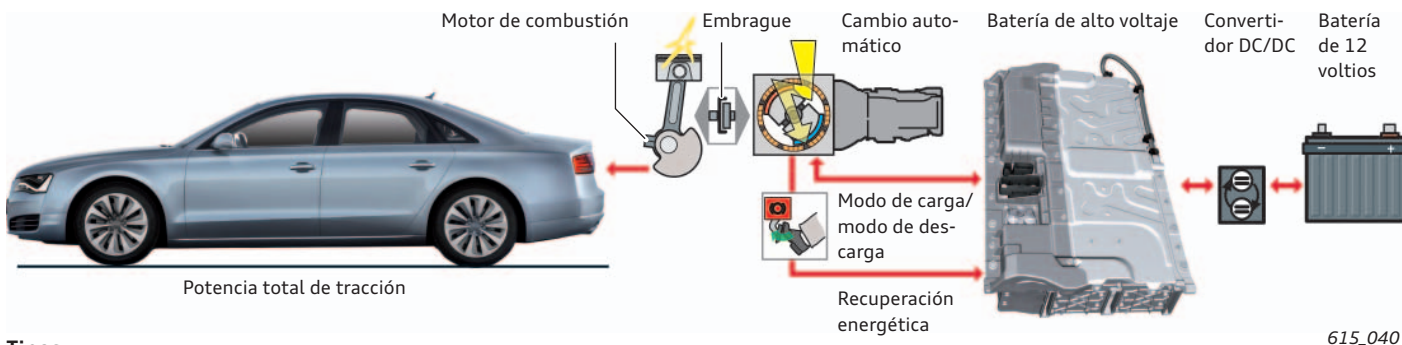 Motor de combustión
Embrague
Cambio auto-
mático
Batería de alto voltaje
Converti-
dor DC/DC
Batería
de 12
voltios
Modo de carga/
modo de des-
carga
Potencia total de tracción
Recuperación
energética
615_040